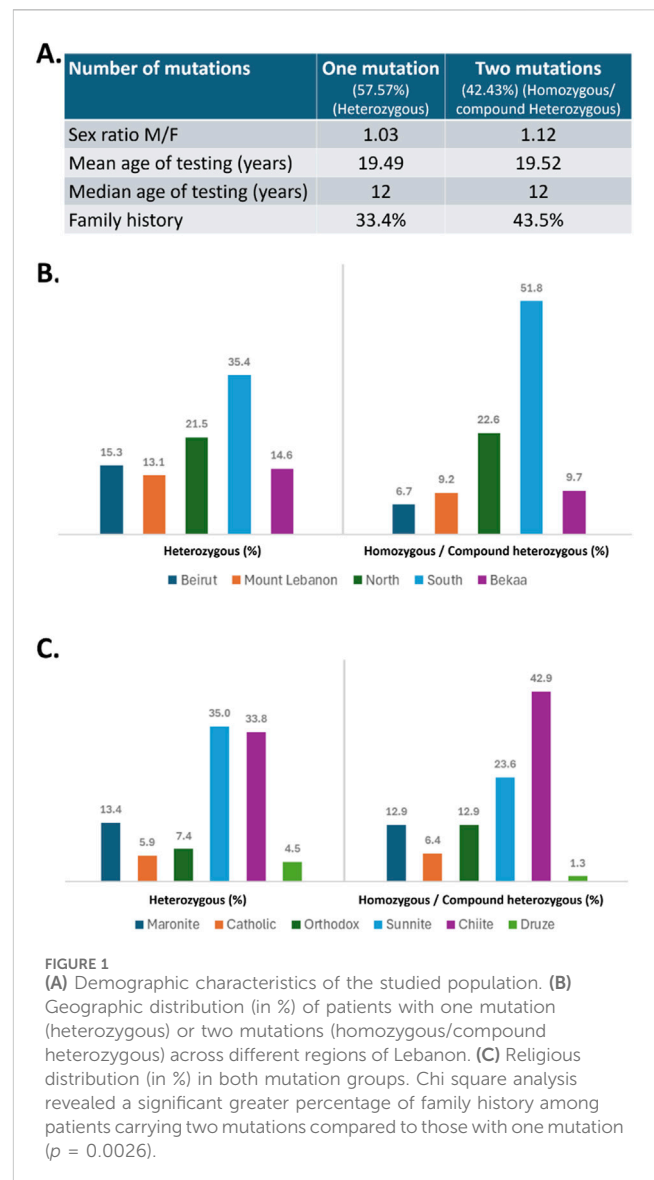 A.
Number of mutations One mutation Two mutations
(57.57%) (42.43%) (Homozygous/
(Heterozygous) compound Heterozygous)
Sex ratio M/F 1.03 1.12
Mean age of testing (years) 19.49 19.52
Median age of testing (years) 12 12
Family history 33.4% 43.5%
B.
15.3 13.1 21.5 35.4 14.6 6.7 9.2 22.6 51.8 9.7
Heterozygous (%) Homozygous / Compound heterozygous (%)
Beirut Mount Lebanon North South Bekaa
C.
13.4 5.9 7.4 35.0 33.8 4.5 12.9 6.4 12.9 23.6 42.9 1.3
Heterozygous (%) Homozygous / Compound heterozygous (%)
Maronite Catholic Orthodox Sunnite Chiite Druze
FIGURE 1
(A) Demographic characteristics of the studied population. (B)
Geographic distribution (in %) of patients with one mutation
(heterozygous) or two mutations (homozygous/compound
heterozygous) across different regions of Lebanon. (C) Religious
distribution (in %) in both mutation groups. Chi square analysis
revealed a significant greater percentage of family history among
patients carrying two mutations compared to those with one mutation
(p = 0.0026).